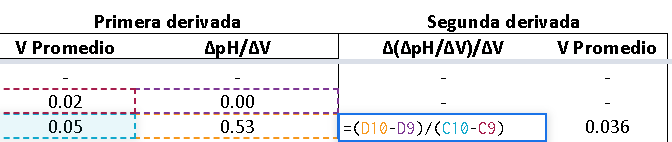 Primera derivada Segunda derivada
V Promedio ΔpH/ΔV Δ(ΔpH/ΔV)/ΔV V Promedio
- - - -
0.02 0.00 - -
0.05 0.53 =(D10-D9)/(C10-C9) 0.036